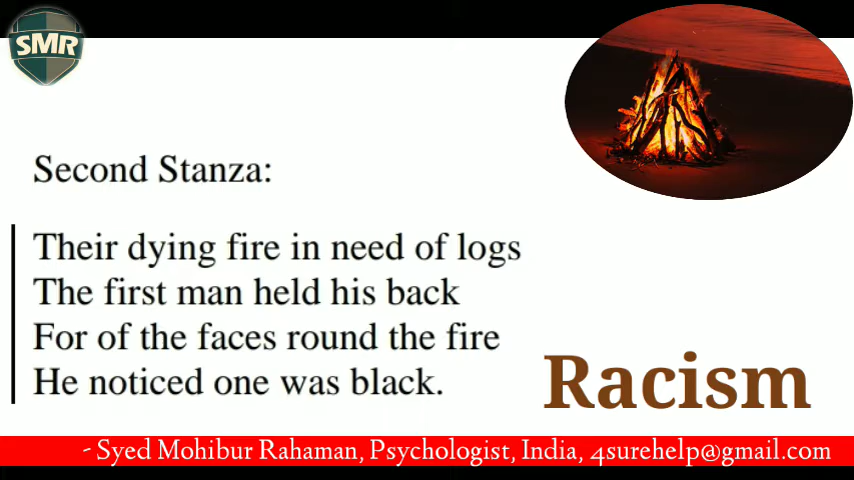 SMR
Second Stanza:
Their dying fire in need of logs
The first man held his back
For of the faces round the fire
He noticed one was black.
Racism
- Syed Mohibur Rahaman, Psychologist, India, 4surehelp@gmail.com